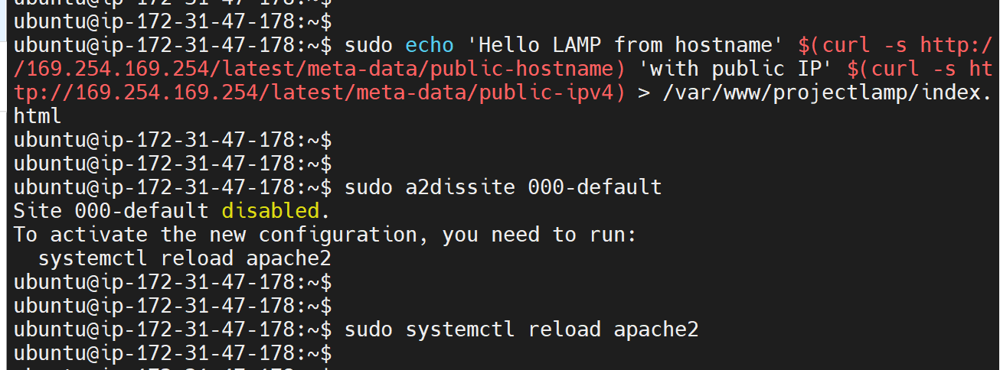 ubuntu@ip-172-31-47-178:~$
ubuntu@ip-172-31-47-178:~$
ubuntu@ip-172-31-47-178:~$ sudo echo 'Hello LAMP from hostname' $(curl -s http:/
/169.254.169.254/latest/meta-data/public-hostname) 'with public IP' $(curl -s ht
tp://169.254.169.254/latest/meta-data/public-ipv4) > /var/www/projectlamp/index.
html
ubuntu@ip-172-31-47-178:~$
ubuntu@ip-172-31-47-178:~$
ubuntu@ip-172-31-47-178:~$ sudo a2dissite 000-default
Site 000-default disabled.
To activate the new configuration, you need to run:
  systemctl reload apache2
ubuntu@ip-172-31-47-178:~$
ubuntu@ip-172-31-47-178:~$
ubuntu@ip-172-31-47-178:~$ sudo systemctl reload apache2
ubuntu@ip-172-31-47-178:~$